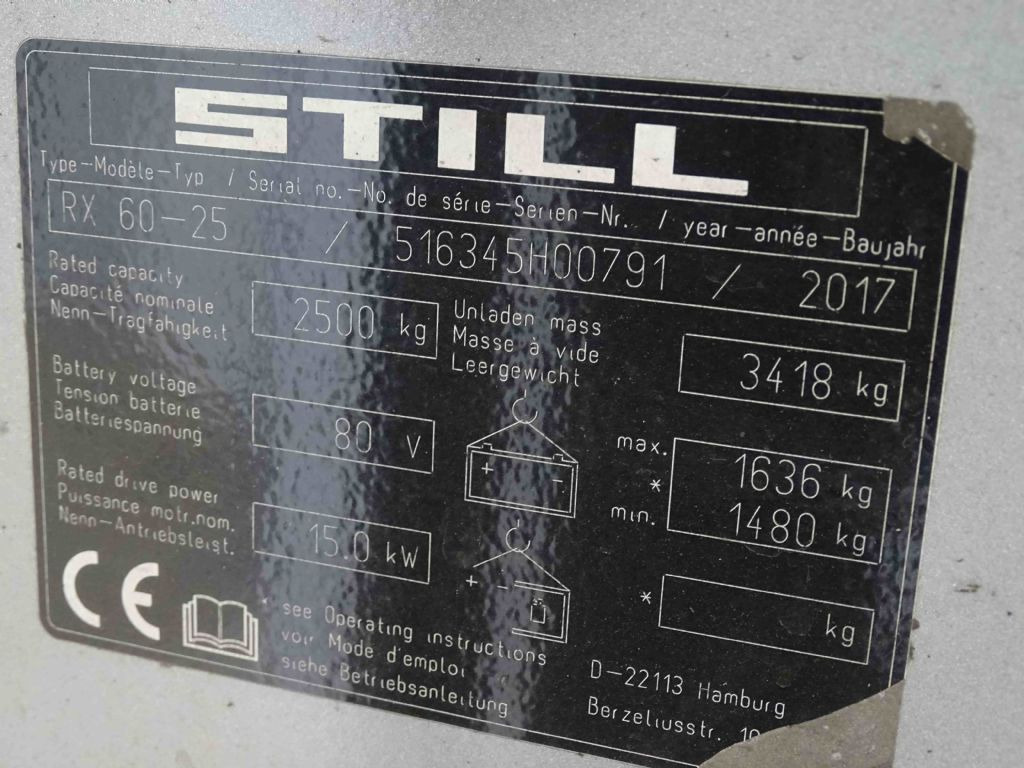 STILL
Type-Modèle-Typ / Serial no.-No. de série-Serien-Nr. / year-année-Baujahr
RX 60-25 / 516345H00791 / 2017
Rated capacity
Capacité nominale
Nenn-Tragfähigkeit
2500 kg
Unladen mass
Masse à vide
Leergewicht
3418 kg
Battery voltage
Tension batterie
Batteriespannung
80 V
+ -
max. 1636 kg
*
min. 1480 kg
Rated drive power
Puissance motr.nom.
Nenn-Antriebsleist.
15.0 kW
+ -
* kg
CE
* see Operating instructions
voir Mode d'emploi
siehe Betriebsanleitung
D-22113 Hamburg
Berzeliusstr.